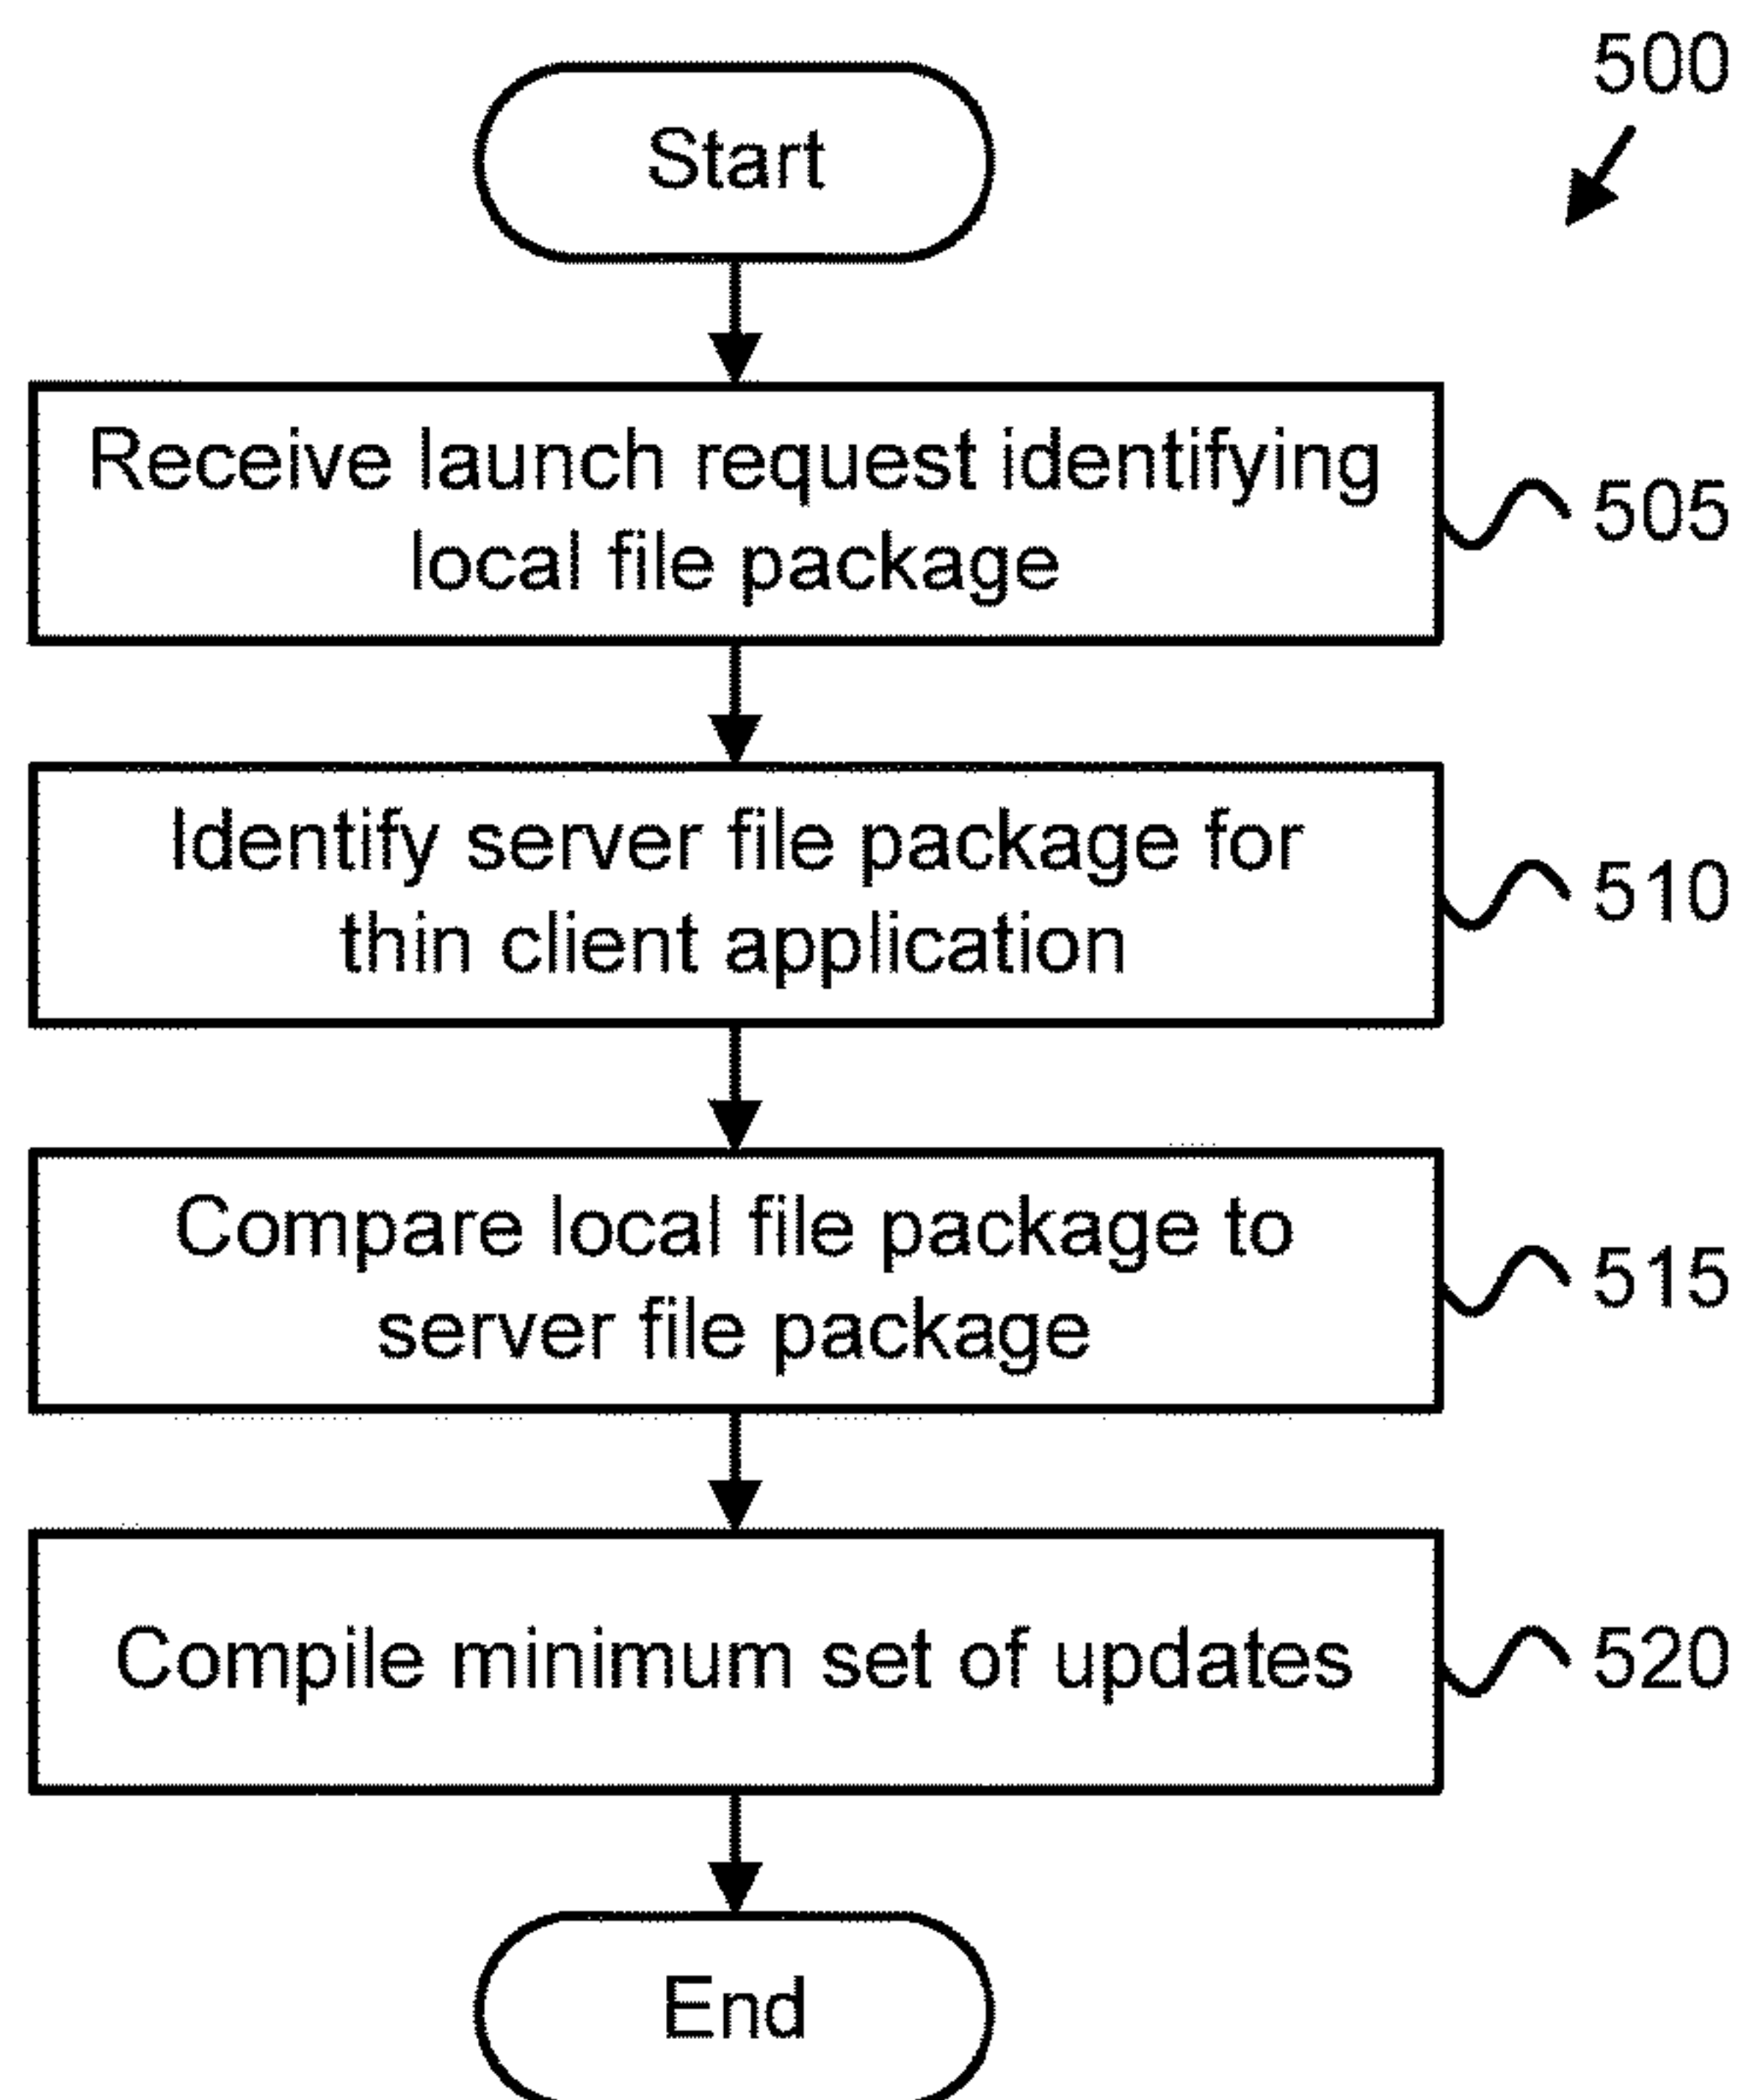 500
Start
Receive launch request identifying
local file package
505
Identify server file package for
thin client application
510
Compare local file package to
server file package
515
Compile minimum set of updates
520
End